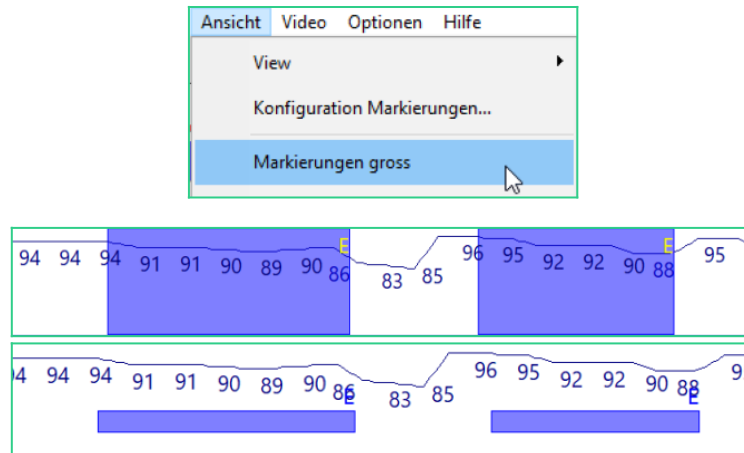 Ansicht Video Optionen Hilfe
View
Konfiguration Markierungen...
Markierungen gross
94 94 94 91 91 90 89 90 86 E 83 85 96 95 92 92 90 88 E 95
94 94 91 91 90 89 90 86 E 83 85 96 95 92 92 90 88 E